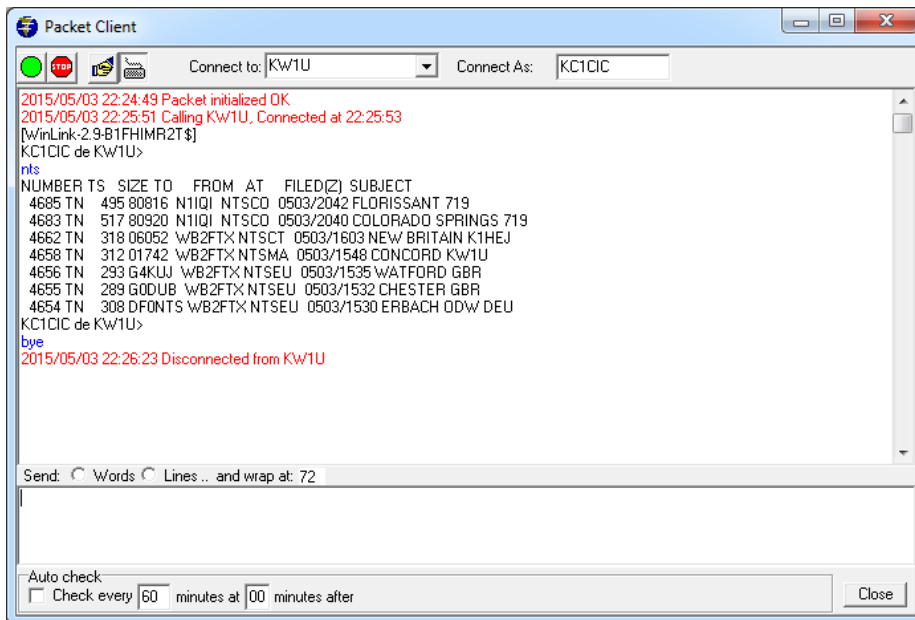 Packet Client
STOP
Connect to: KW1U Connect As: KC1CIC
2015/05/03 22:24:49 Packet initialized OK
2015/05/03 22:25:51 Calling KW1U, Connected at 22:25:53
[WinLink-2.9-B1FHIMR2T$]
KC1CIC de KW1U>
nts
NUMBER TS SIZE TO FROM AT FILED(Z) SUBJECT
4685 TN 495 80816 N1IQI NTSCO 0503/2042 FLORISSANT 719
4683 TN 517 80920 N1IQI NTSCO 0503/2040 COLORADO SPRINGS 719
4662 TN 318 06052 WB2FTX NTSCT 0503/1603 NEW BRITAIN K1HEJ
4658 TN 312 01742 WB2FTX NTSMA 0503/1548 CONCORD KW1U
4656 TN 293 G4KUJ WB2FTX NTSEU 0503/1535 WATFORD GBR
4655 TN 289 G0DUB WB2FTX NTSEU 0503/1532 CHESTER GBR
4654 TN 308 DF0NTS WB2FTX NTSEU 0503/1530 ERBACH ODW DEU
KC1CIC de KW1U>
bye
2015/05/03 22:26:23 Disconnected from KW1U
Send: Words Lines .. and wrap at: 72
Auto check
Check every 60 minutes at 00 minutes after
Close